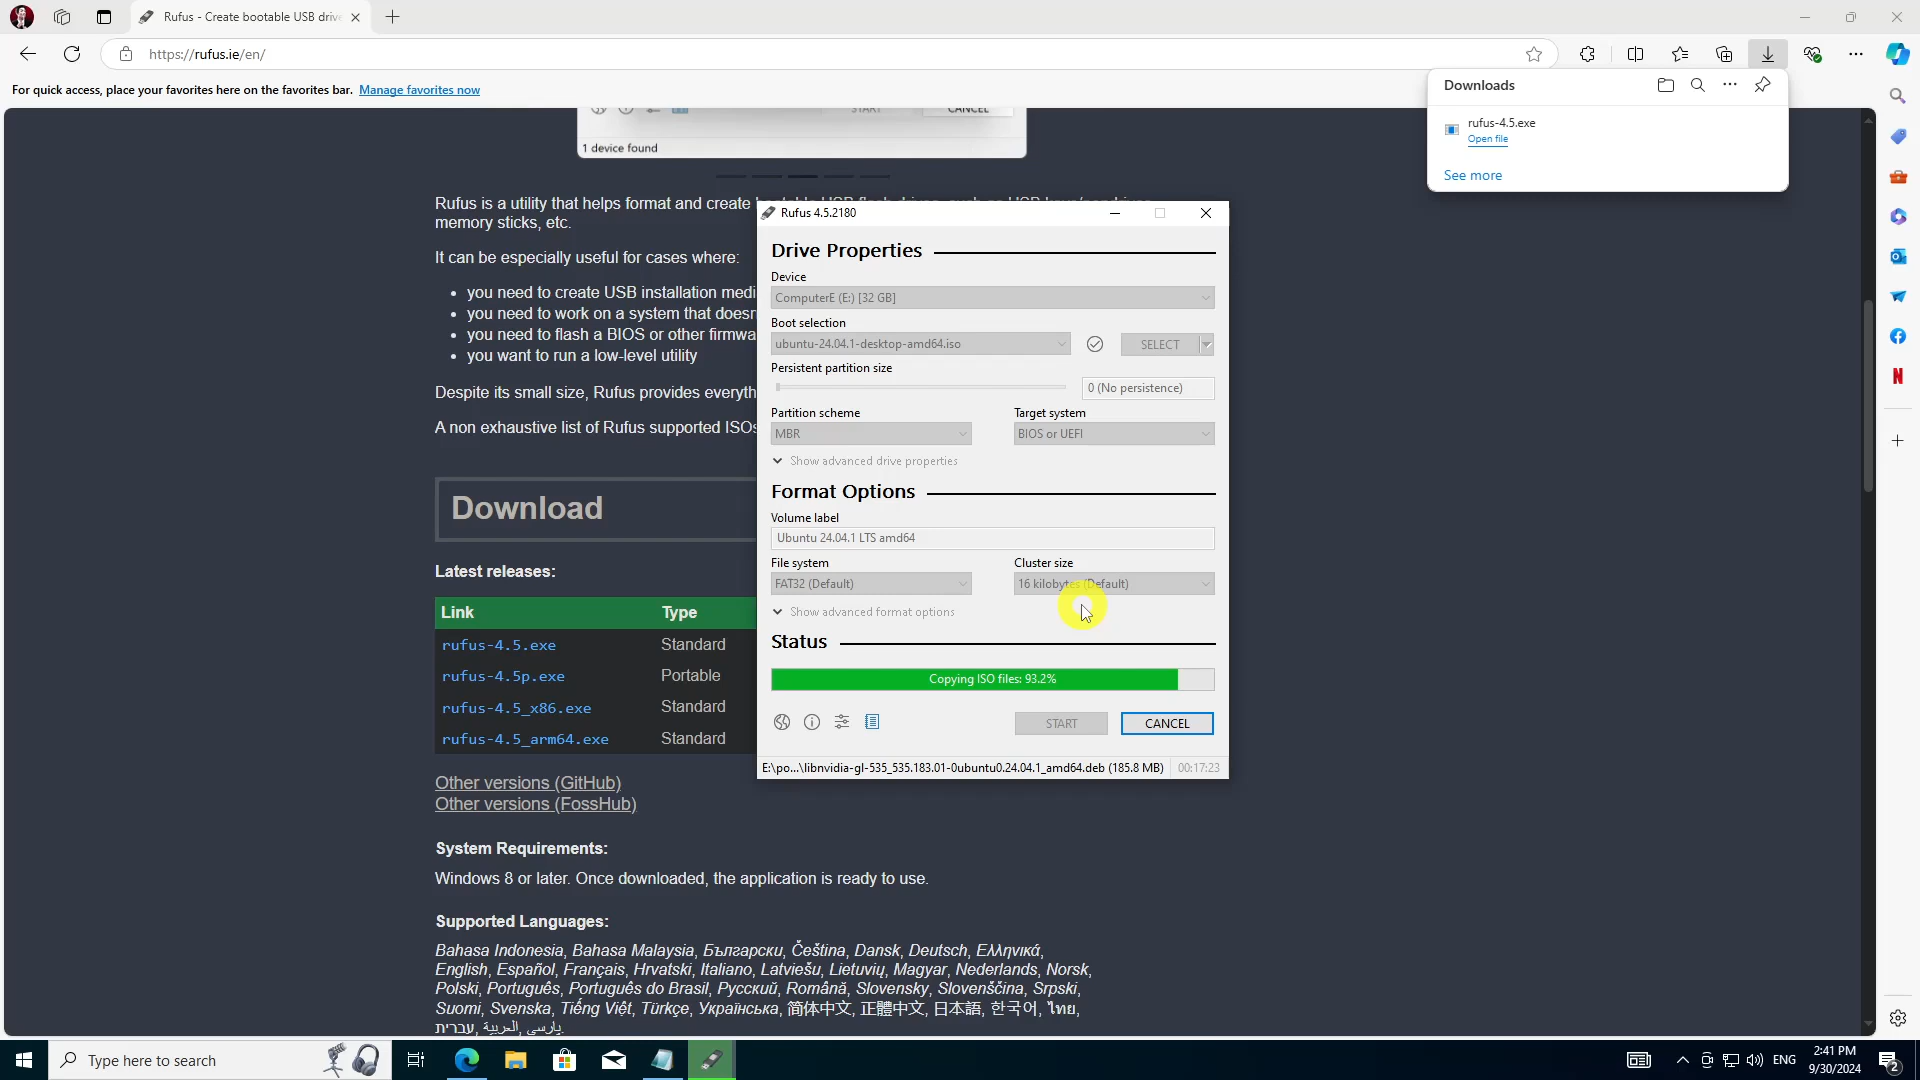 Rufus - Create bootable USB drive
https://rufus.ie/en/
For quick access, place your favorites here on the favorites bar. Manage favorites now
Downloads
rufus-4.5.exe
Open file
See more
START CANCEL
1 device found
Rufus is a utility that helps format and create
memory sticks, etc.
It can be especially useful for cases where:
you need to create USB installation medi
you need to work on a system that doesn
you need to flash a BIOS or other firmwa
you want to run a low-level utility
Despite its small size, Rufus provides everyth
A non exhaustive list of Rufus supported ISOs
Download
Latest releases:
Link Type
rufus-4.5.exe Standard
rufus-4.5p.exe Portable
rufus-4.5_x86.exe Standard
rufus-4.5_arm64.exe Standard
Other versions (GitHub)
Other versions (FossHub)
System Requirements:
Windows 8 or later. Once downloaded, the application is ready to use.
Supported Languages:
Bahasa Indonesia, Bahasa Malaysia, Български, Čeština, Dansk, Deutsch, Ελληνικά,
English, Español, Français, Hrvatski, Italiano, Latviešu, Lietuvių, Magyar, Nederlands, Norsk,
Polski, Português, Português do Brasil, Русский, Română, Slovensky, Slovenščina, Srpski,
Suomi, Svenska, Tiếng Việt, Türkçe, Українська, 简体中文, 正體中文, 日本語, 한국어, ไทย,
עברית, العربية, پارسی.
Rufus 4.5.2180
Drive Properties
Device
ComputerE (E:) [32 GB]
Boot selection
ubuntu-24.04.1-desktop-amd64.iso
SELECT
Persistent partition size
0 (No persistence)
Partition scheme Target system
MBR BIOS or UEFI
Show advanced drive properties
Format Options
Volume label
Ubuntu 24.04.1 LTS amd64
File system Cluster size
FAT32 (Default) 16 kilobytes (Default)
Show advanced format options
Status
Copying ISO files: 93.2%
START CANCEL
E:\po...\libnvidia-gl-535_535.183.01-0ubuntu0.24.04.1_amd64.deb (185.8 MB) 00:17:23
Type here to search
ENG
2:41 PM
9/30/2024
2